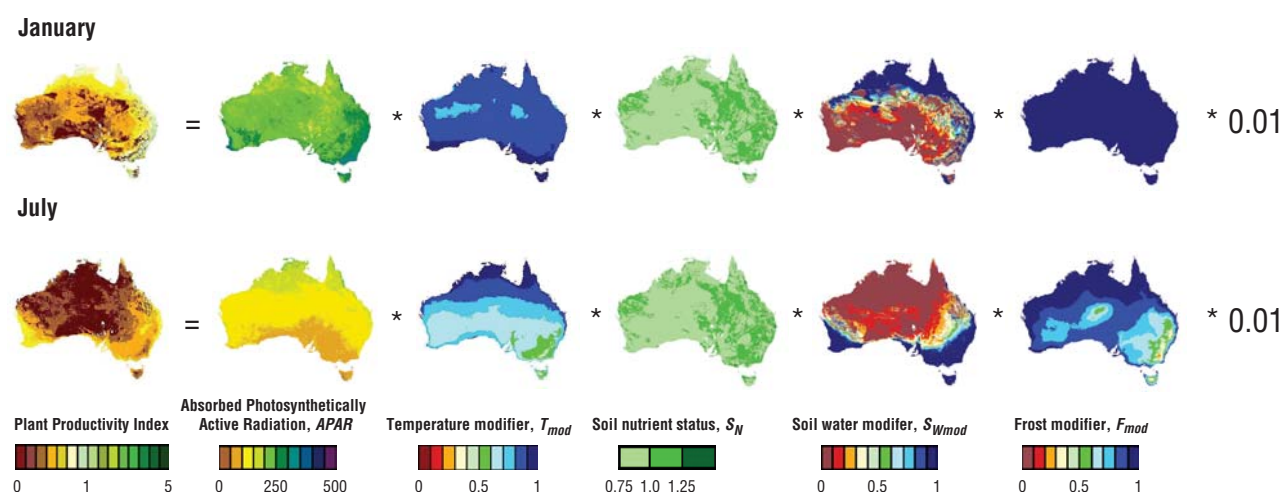 January
= * * * * * 0.01
July
= * * * * * 0.01
Plant Productivity Index
0 1 5
Absorbed Photosynthetically
Active Radiation, APAR
0 250 500
Temperature modifier, Tmod
0 0.5 1
Soil nutrient status, SN
0.75 1.0 1.25
Soil water modifer, SWmod
0 0.5 1
Frost modifier, Fmod
0 0.5 1